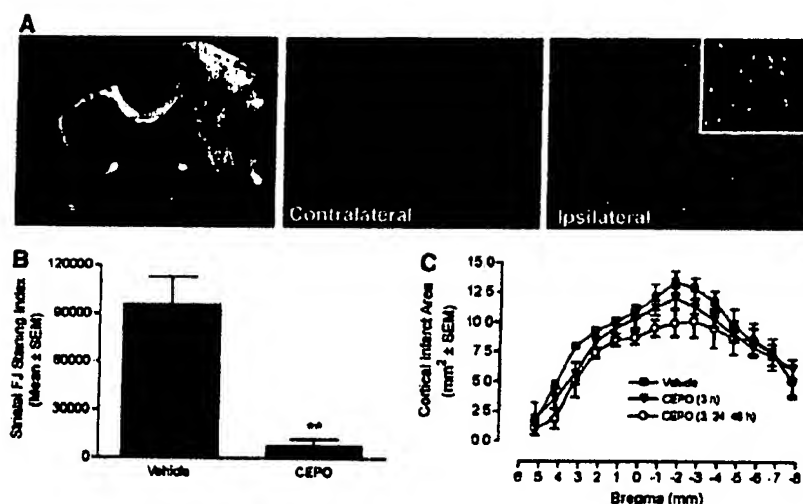 A
Contralateral
Ipsilateral
B
Striatal FJ Staining Index
(Mean ± SEM)
120000
90000
60000
30000
0
**
Vehicle
CEPO
C
Cortical Infarct Area
(mm² ± SEM)
15.0
12.5
10.0
7.5
5.0
2.5
0.0
Vehicle
CEPO (3 h)
CEPO (3, 24, 48 h)
6 5 4 3 2 1 0 -1 -2 -3 -4 -5 -6 -7 -8
Bregma (mm)